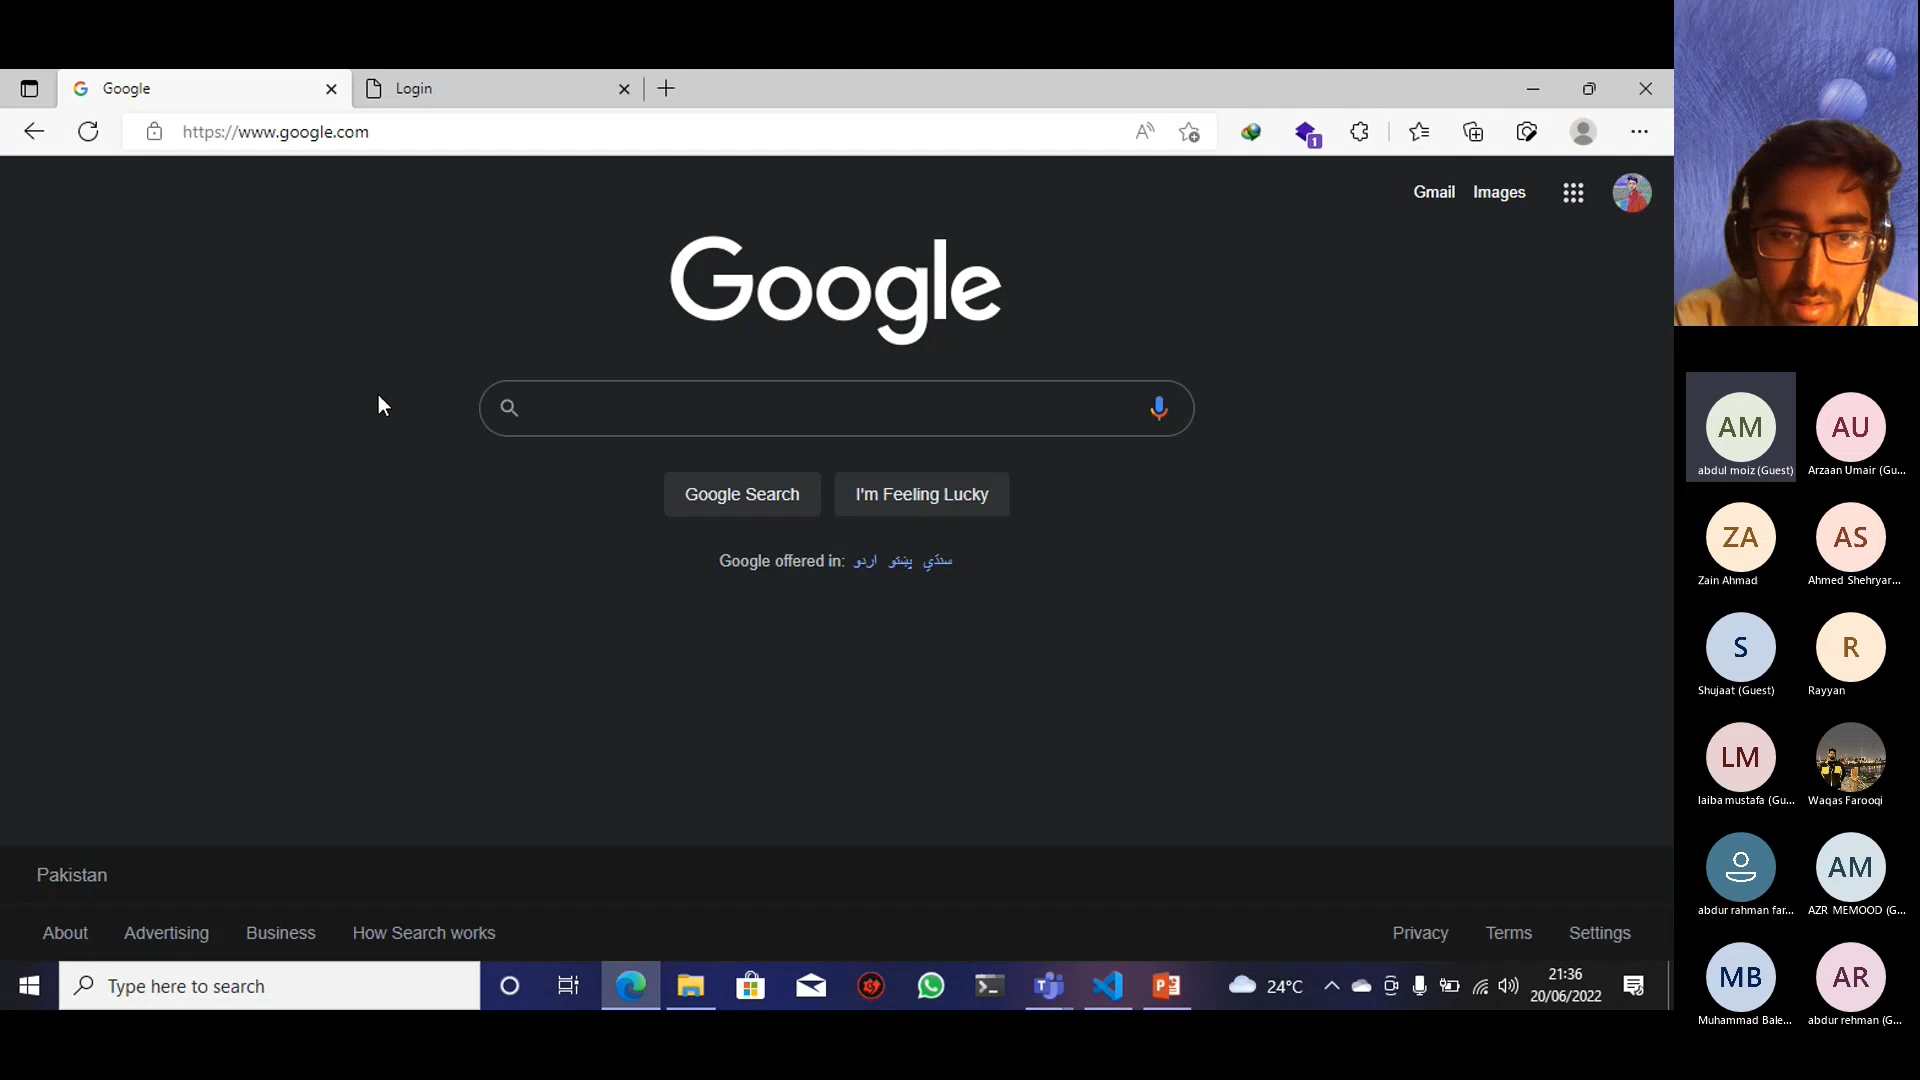 Google
Login
https://www.google.com
1
Gmail Images
Google
Google Search
I'm Feeling Lucky
Google offered in: اردو پښتو سنڌي
Pakistan
About Advertising Business How Search works
Privacy Terms Settings
Type here to search
24°C
21:36
20/06/2022
AM
abdul moiz (Guest)
AU
Arzaan Umair (Gu...
ZA
Zain Ahmad
AS
Ahmed Shehryar...
S
Shujaat (Guest)
R
Rayyan
LM
laiba mustafa (Gu...
Waqas Farooqi
abdur rahman far...
AM
AZR MEMOOD (G...
MB
Muhammad Bale...
AR
abdur rehman (G...